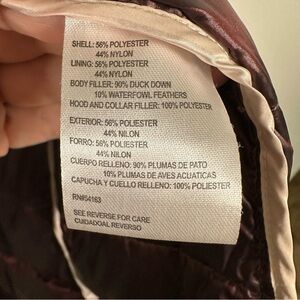 SHELL: 56% POLYESTER
44% NYLON
LINING: 56% POLYESTER
44% NYLON
BODY FILLER: 90% DUCK DOWN
10% WATERFOWL FEATHERS
HOOD AND COLLAR FILLER: 100% POLYESTER
EXTERIOR: 56% POLIESTER
44% NILON
FORRO: 56% POLIESTER
44% NILON
CUERPO RELLENO: 90% PLUMAS DE PATO
10% PLUMAS DE AVES ACUATICAS
CAPUCHA Y CUELLO RELLENO: 100% POLIESTER
RN#54163
SEE REVERSE FOR CARE
CUIDADOAL REVERSO